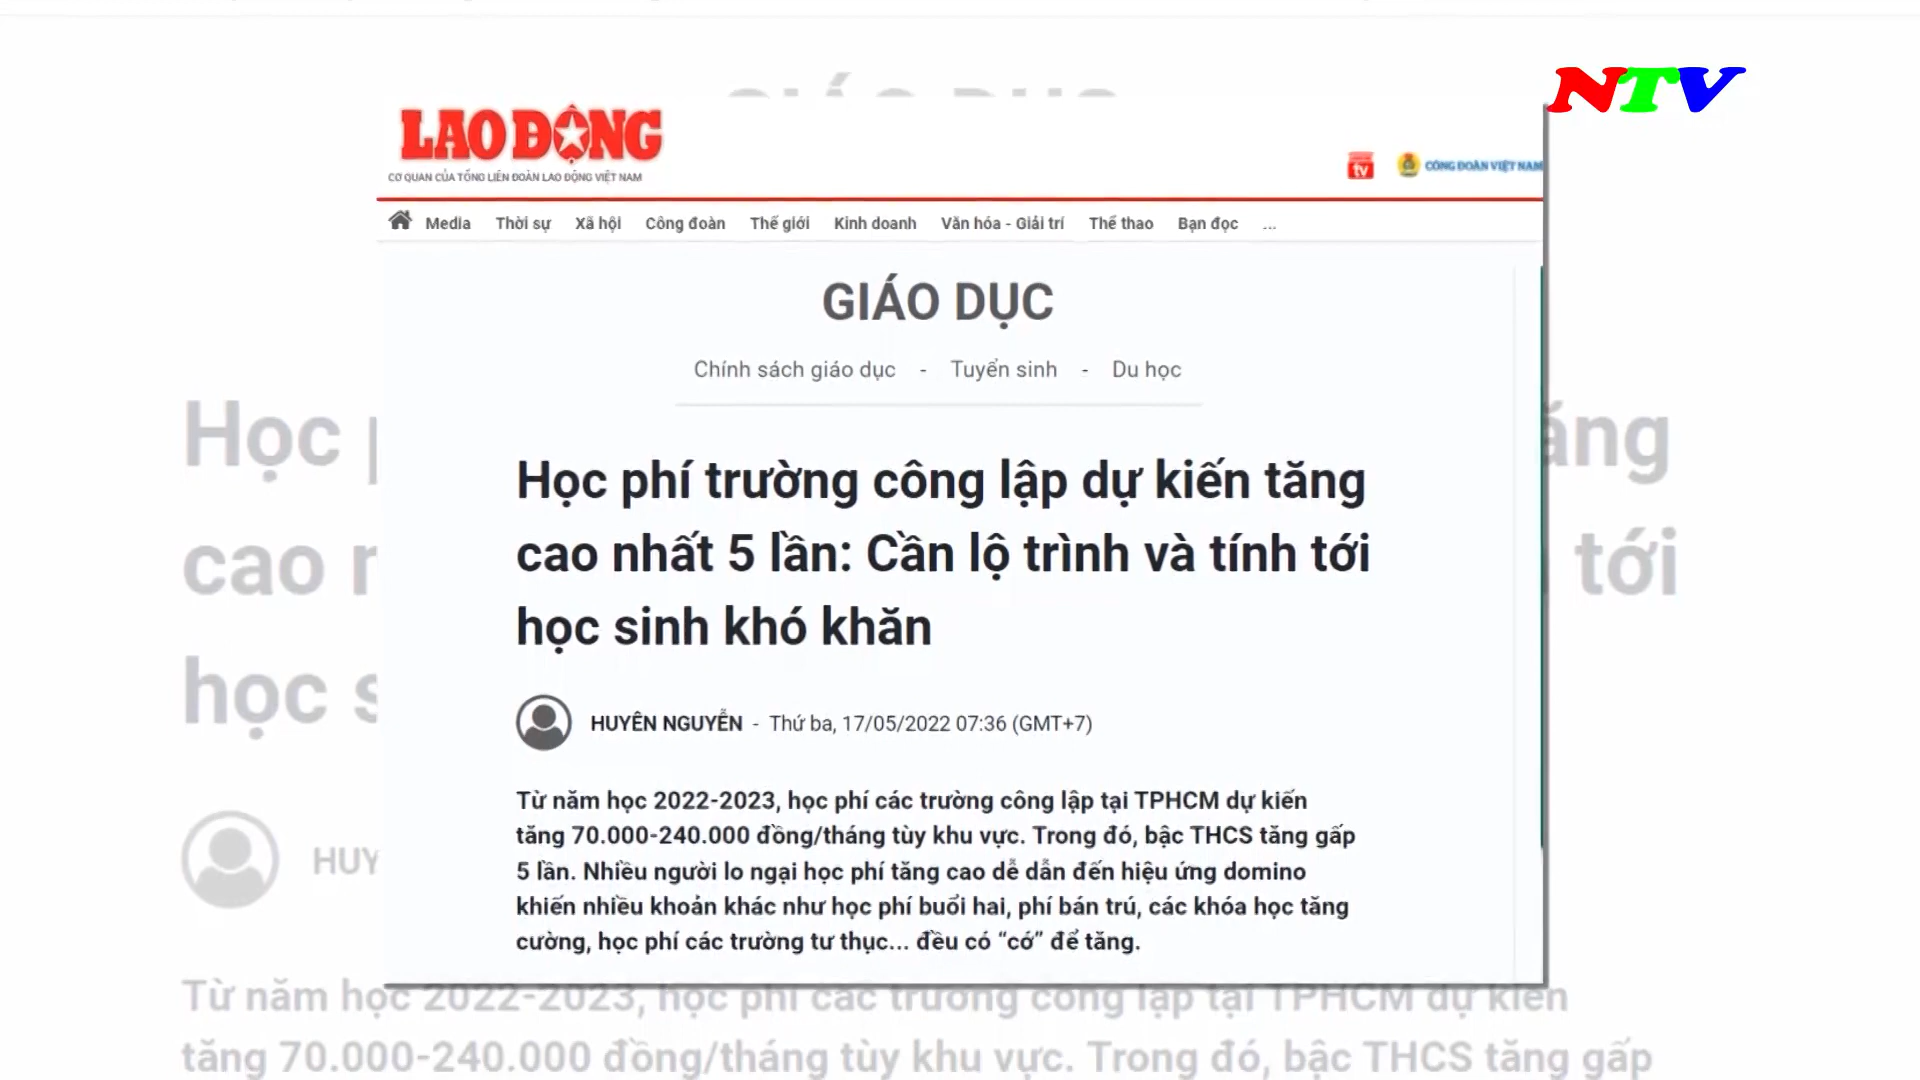 NTV
LAO ĐỘNG
CƠ QUAN CỦA TỔNG LIÊN ĐOÀN LAO ĐỘNG VIỆT NAM
tv
CÔNG ĐOÀN VIỆT NAM
Media Thời sự Xã hội Công đoàn Thế giới Kinh doanh Văn hóa - Giải trí Thể thao Bạn đọc ...
GIÁO DỤC
Chính sách giáo dục - Tuyển sinh - Du học
Học phí trường công lập dự kiến tăng
cao nhất 5 lần: Cần lộ trình và tính tới
học sinh khó khăn
HUYÊN NGUYỄN - Thứ ba, 17/05/2022 07:36 (GMT+7)
Từ năm học 2022-2023, học phí các trường công lập tại TPHCM dự kiến
tăng 70.000-240.000 đồng/tháng tùy khu vực. Trong đó, bậc THCS tăng gấp
5 lần. Nhiều người lo ngại học phí tăng cao dễ dẫn đến hiệu ứng domino
khiến nhiều khoản khác như học phí buổi hai, phí bán trú, các khóa học tăng
cường, học phí các trường tư thục... đều có “cớ” để tăng.
Từ năm học 2022-2023, học phí các trường công lập tại TPHCM dự kiến
tăng 70.000-240.000 đồng/tháng tùy khu vực. Trong đó, bậc THCS tăng gấp